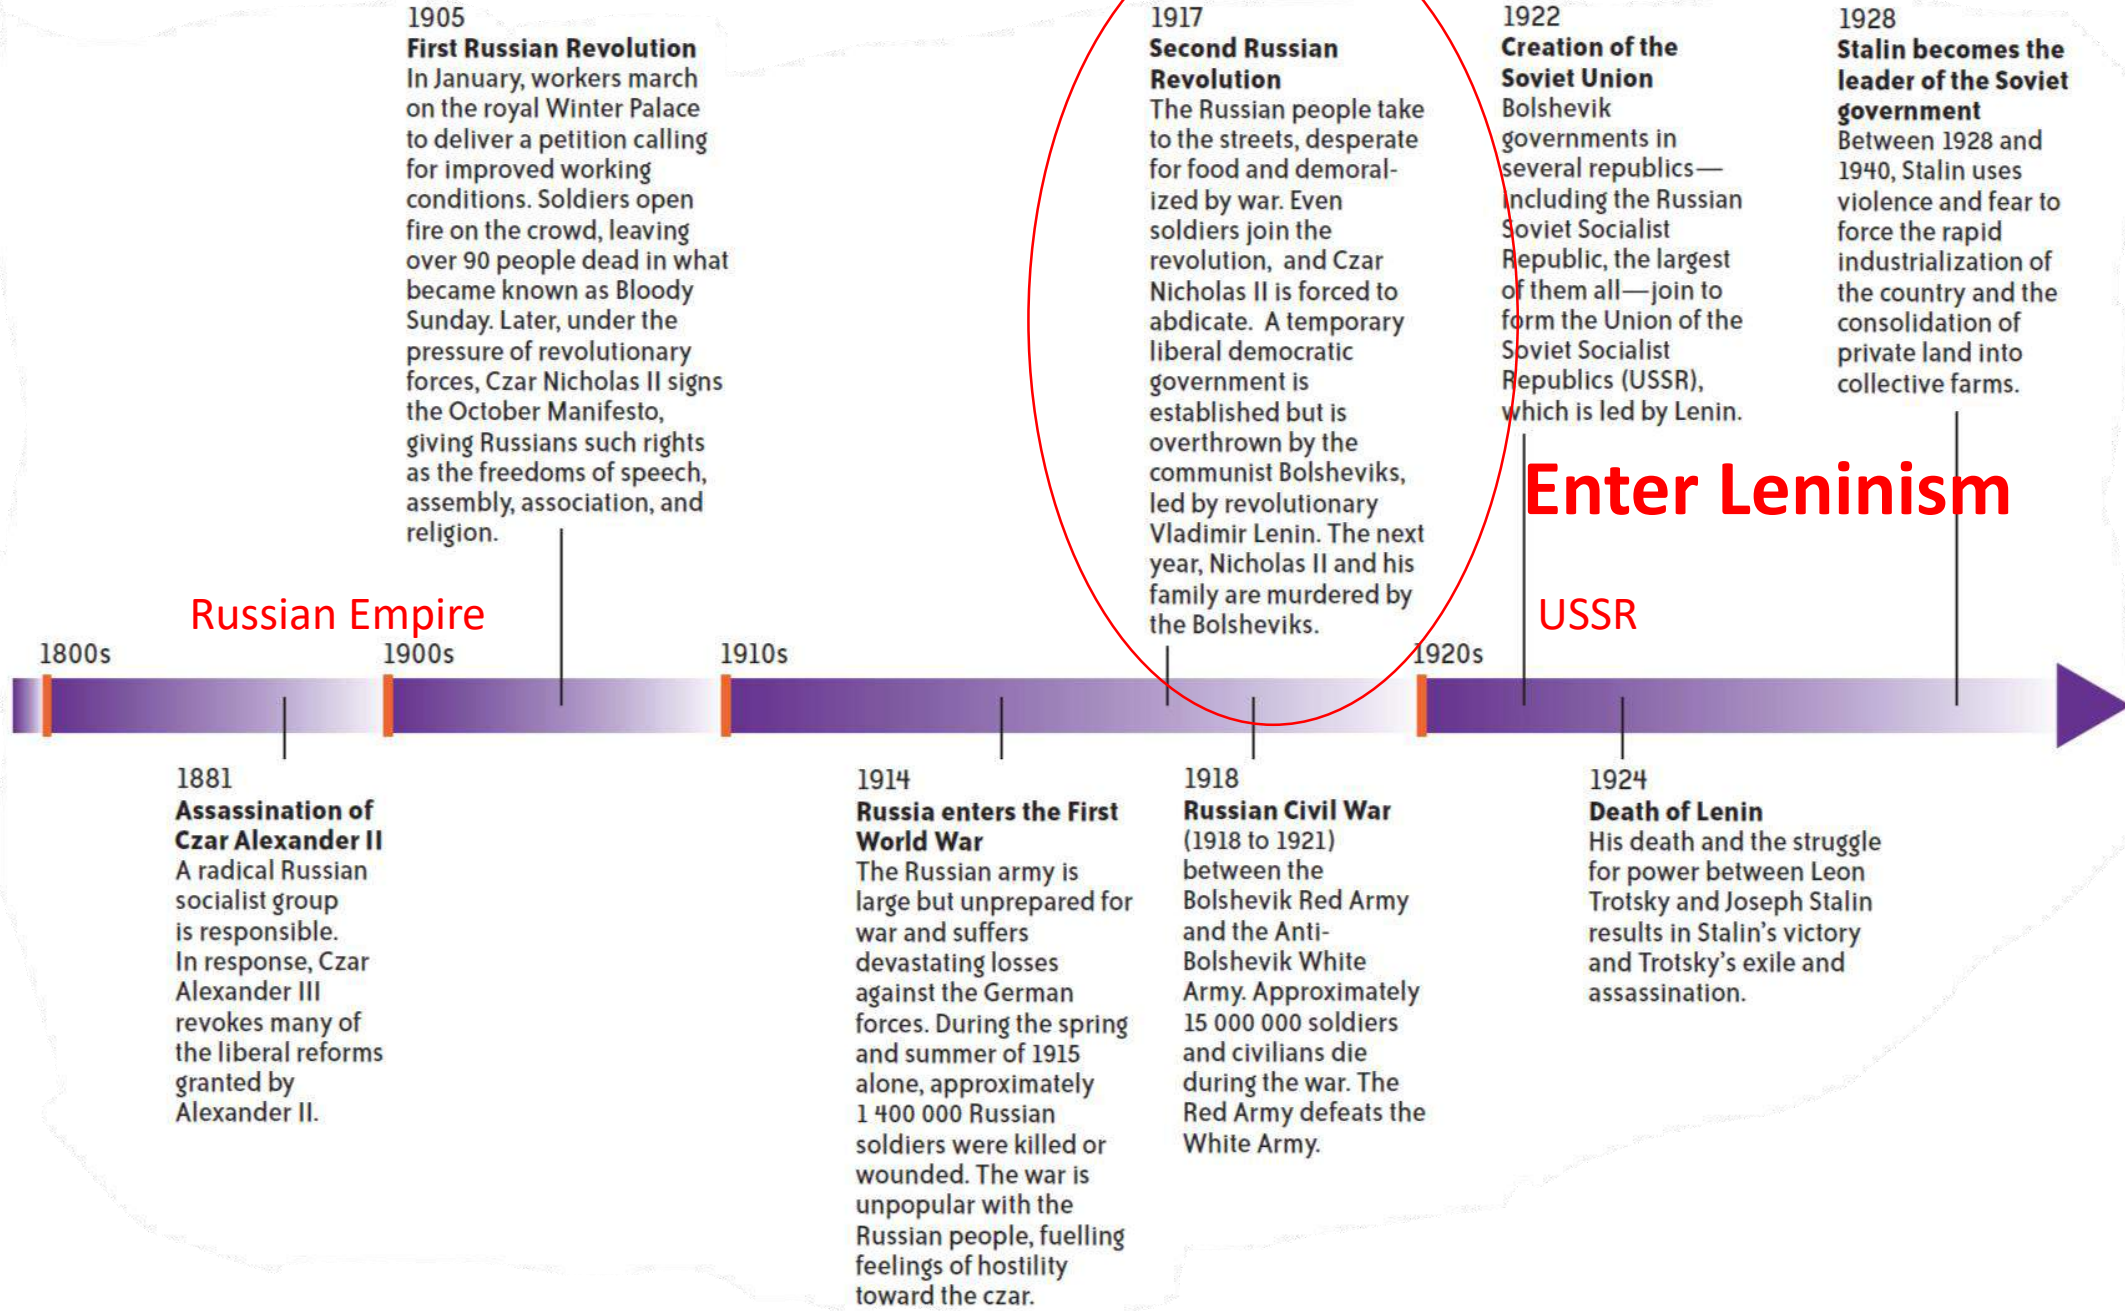 1905
First Russian Revolution
In January, workers march
on the royal Winter Palace
to deliver a petition calling
for improved working
conditions. Soldiers open
fire on the crowd, leaving
over 90 people dead in what
became known as Bloody
Sunday. Later, under the
pressure of revolutionary
forces, Czar Nicholas II signs
the October Manifesto,
giving Russians such rights
as the freedoms of speech,
assembly, association, and
religion.
1917
Second Russian
Revolution
The Russian people take
to the streets, desperate
for food and demoral-
ized by war. Even
soldiers join the
revolution, and Czar
Nicholas II is forced to
abdicate. A temporary
liberal democratic
government is
established but is
overthrown by the
communist Bolsheviks,
led by revolutionary
Vladimir Lenin. The next
year, Nicholas II and his
family are murdered by
the Bolsheviks.
1922
Creation of the
Soviet Union
Bolshevik
governments in
several republics—
including the Russian
Soviet Socialist
Republic, the largest
of them all—join to
form the Union of the
Soviet Socialist
Republics (USSR),
which is led by Lenin.
1928
Stalin becomes the
leader of the Soviet
government
Between 1928 and
1940, Stalin uses
violence and fear to
force the rapid
industrialization of
the country and the
consolidation of
private land into
collective farms.
Enter Leninism
Russian Empire
USSR
1800s
1900s
1910s
1920s
1881
Assassination of
Czar Alexander II
A radical Russian
socialist group
is responsible.
In response, Czar
Alexander III
revokes many of
the liberal reforms
granted by
Alexander II.
1914
Russia enters the First
World War
The Russian army is
large but unprepared for
war and suffers
devastating losses
against the German
forces. During the spring
and summer of 1915
alone, approximately
1 400 000 Russian
soldiers were killed or
wounded. The war is
unpopular with the
Russian people, fuelling
feelings of hostility
toward the czar.
1918
Russian Civil War
(1918 to 1921)
between the
Bolshevik Red Army
and the Anti-
Bolshevik White
Army. Approximately
15 000 000 soldiers
and civilians die
during the war. The
Red Army defeats the
White Army.
1924
Death of Lenin
His death and the struggle
for power between Leon
Trotsky and Joseph Stalin
results in Stalin's victory
and Trotsky's exile and
assassination.